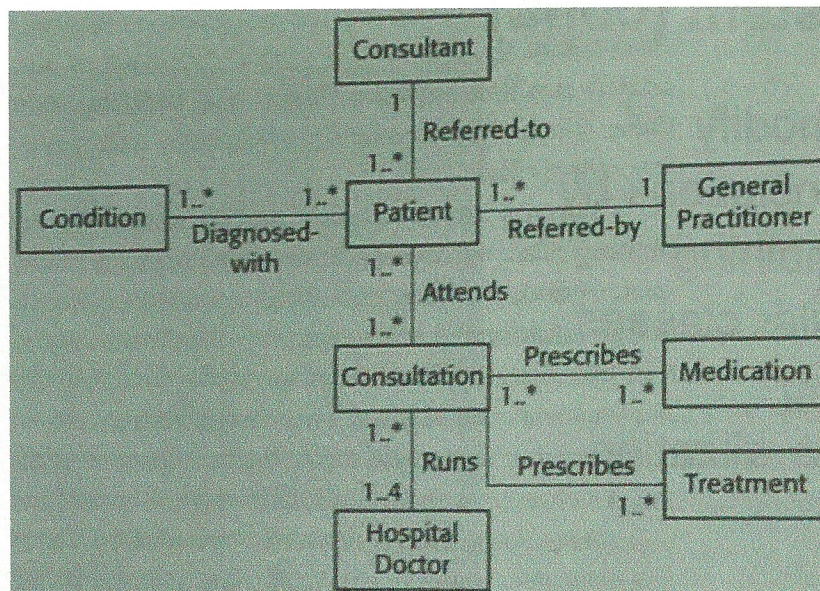 Consultant
1
Referred-to
1..*
Condition
1..*
Diagnosed-
with
1..*
Patient
1..*
Referred-by
1
General
Practitioner
1..*
Attends
1..*
Consultation
Prescribes
1..*
1..*
Medication
Prescribes
1..*
Treatment
1..*
Runs
1..4
Hospital
Doctor